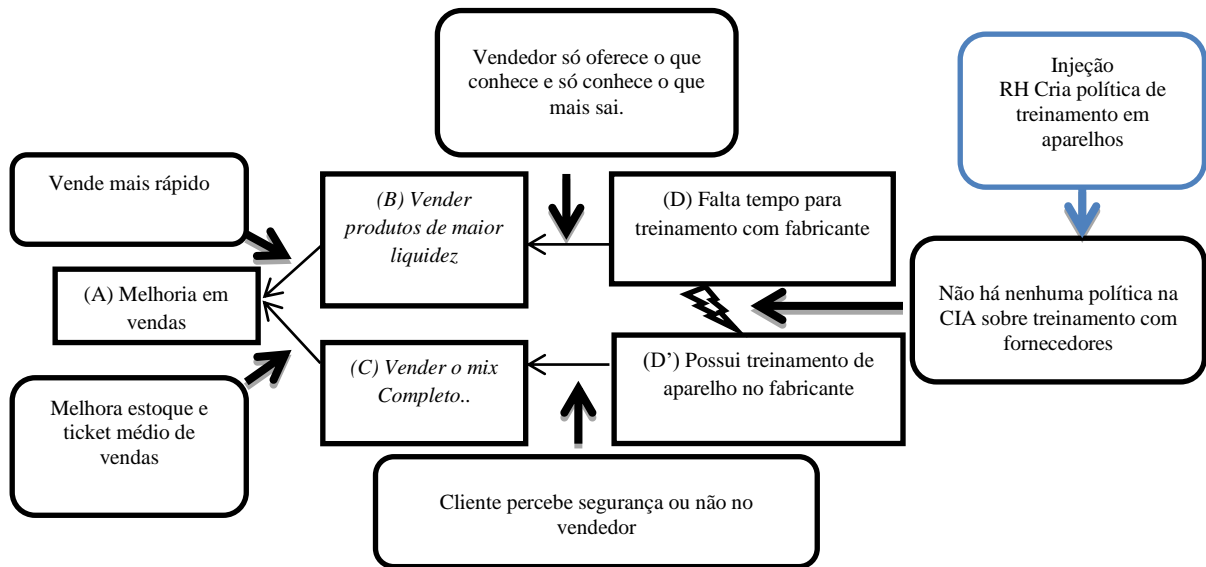 Vendedor só oferece o que
conhece e só conhece o que
mais sai.
Injeção
RH Cria política de
treinamento em
aparelhos
Vende mais rápido
(B) Vender
produtos de maior
liquidez
(D) Falta tempo para
treinamento com fabricante
(A) Melhoria em
vendas
Não há nenhuma política na
CIA sobre treinamento com
fornecedores
(C) Vender o mix
Completo..
(D’) Possui treinamento de
aparelho no fabricante
Melhora estoque e
ticket médio de
vendas
Cliente percebe segurança ou não no
vendedor